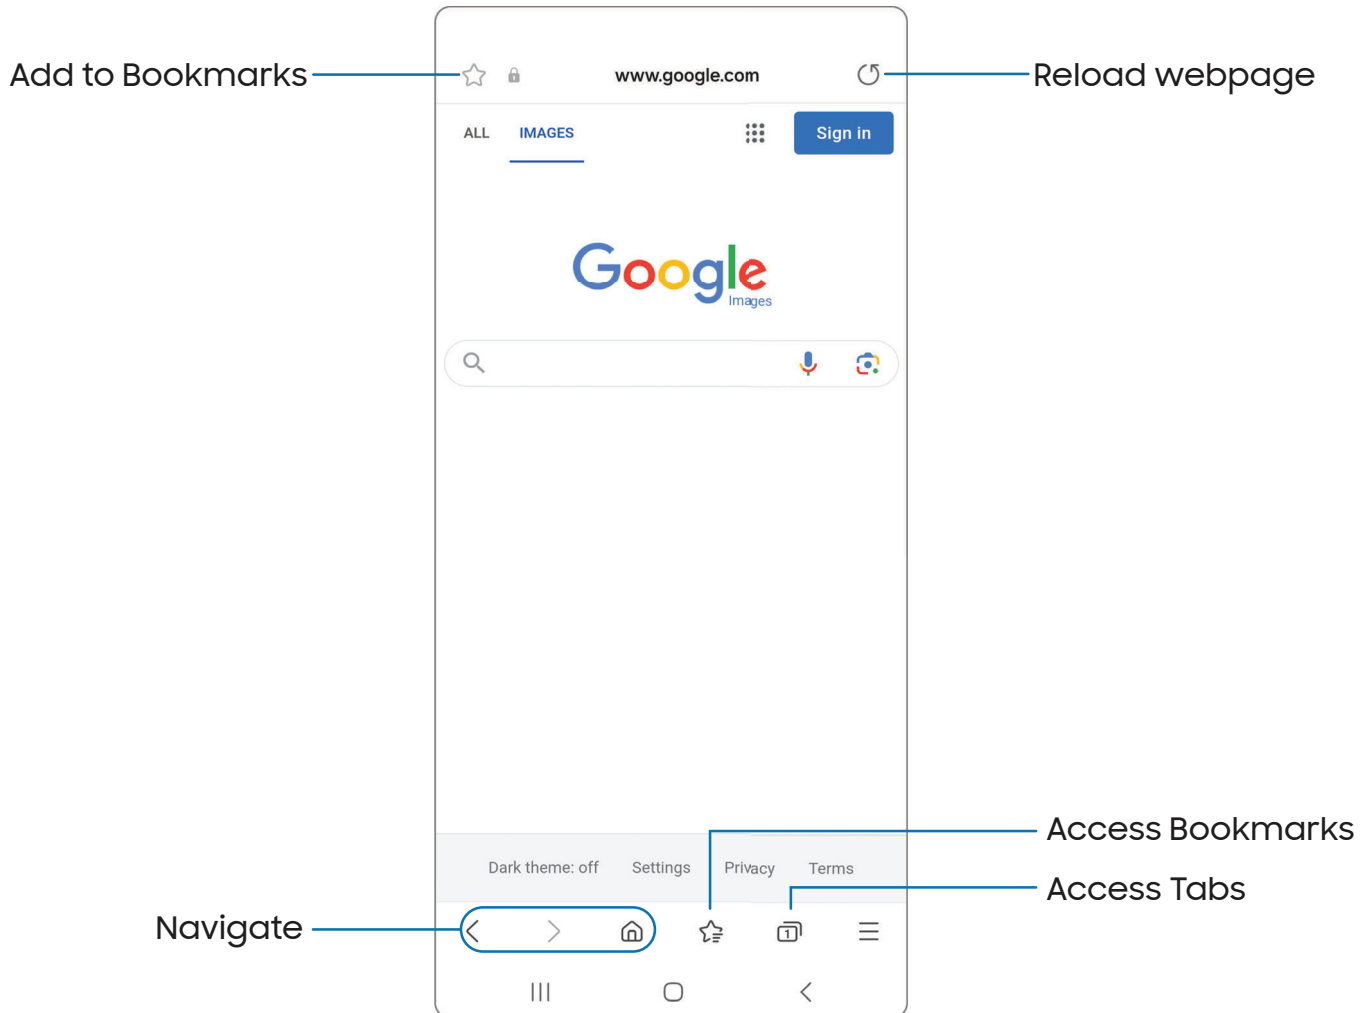 Add to Bookmarks
www.google.com
Reload webpage
ALL IMAGES
Sign in
Google
Images
Access Bookmarks
Dark theme: off Settings Privacy Terms
Access Tabs
Navigate
1